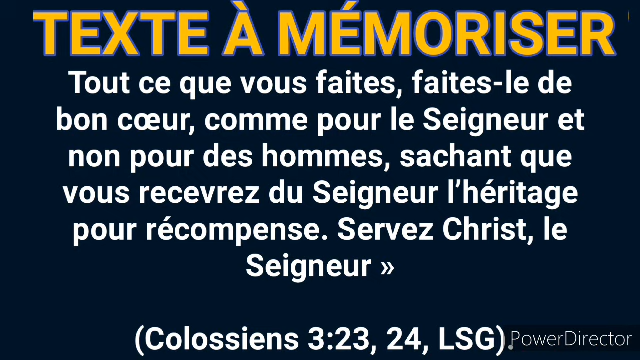 TEXTE À MÉMORISER
Tout ce que vous faites, faites-le de
bon cœur, comme pour le Seigneur et
non pour des hommes, sachant que
vous recevrez du Seigneur l’héritage
pour récompense. Servez Christ, le
Seigneur »
(Colossiens 3:23, 24, LSG).
PowerDirector